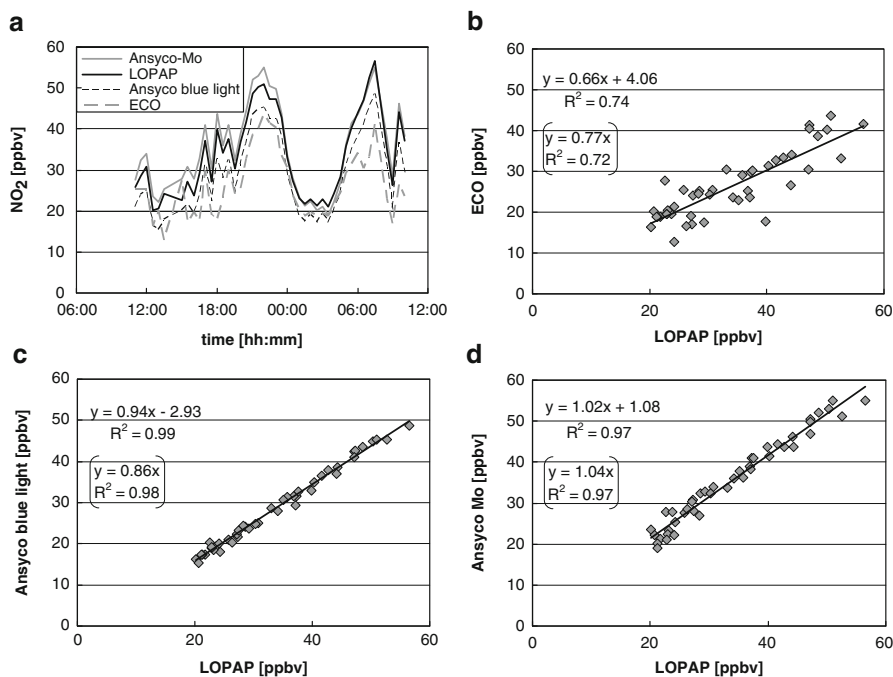 a
NO2 [ppbv]
60
50
40
30
20
10
0
Ansyco-Mo
LOPAP
Ansyco blue light
ECO
06:00 12:00 18:00 00:00 06:00 12:00
time [hh:mm]
b
ECO [ppbv]
60
50
40
30
20
10
0
y = 0.66x + 4.06
R² = 0.74
y = 0.77x
R² = 0.72
0 20 40 60
LOPAP [ppbv]
c
Ansyco blue light [ppbv]
60
50
40
30
20
10
0
y = 0.94x - 2.93
R² = 0.99
y = 0.86x
R² = 0.98
0 20 40 60
LOPAP [ppbv]
d
Ansyco Mo [ppbv]
60
50
40
30
20
10
0
y = 1.02x + 1.08
R² = 0.97
y = 1.04x
R² = 0.97
0 20 40 60
LOPAP [ppbv]